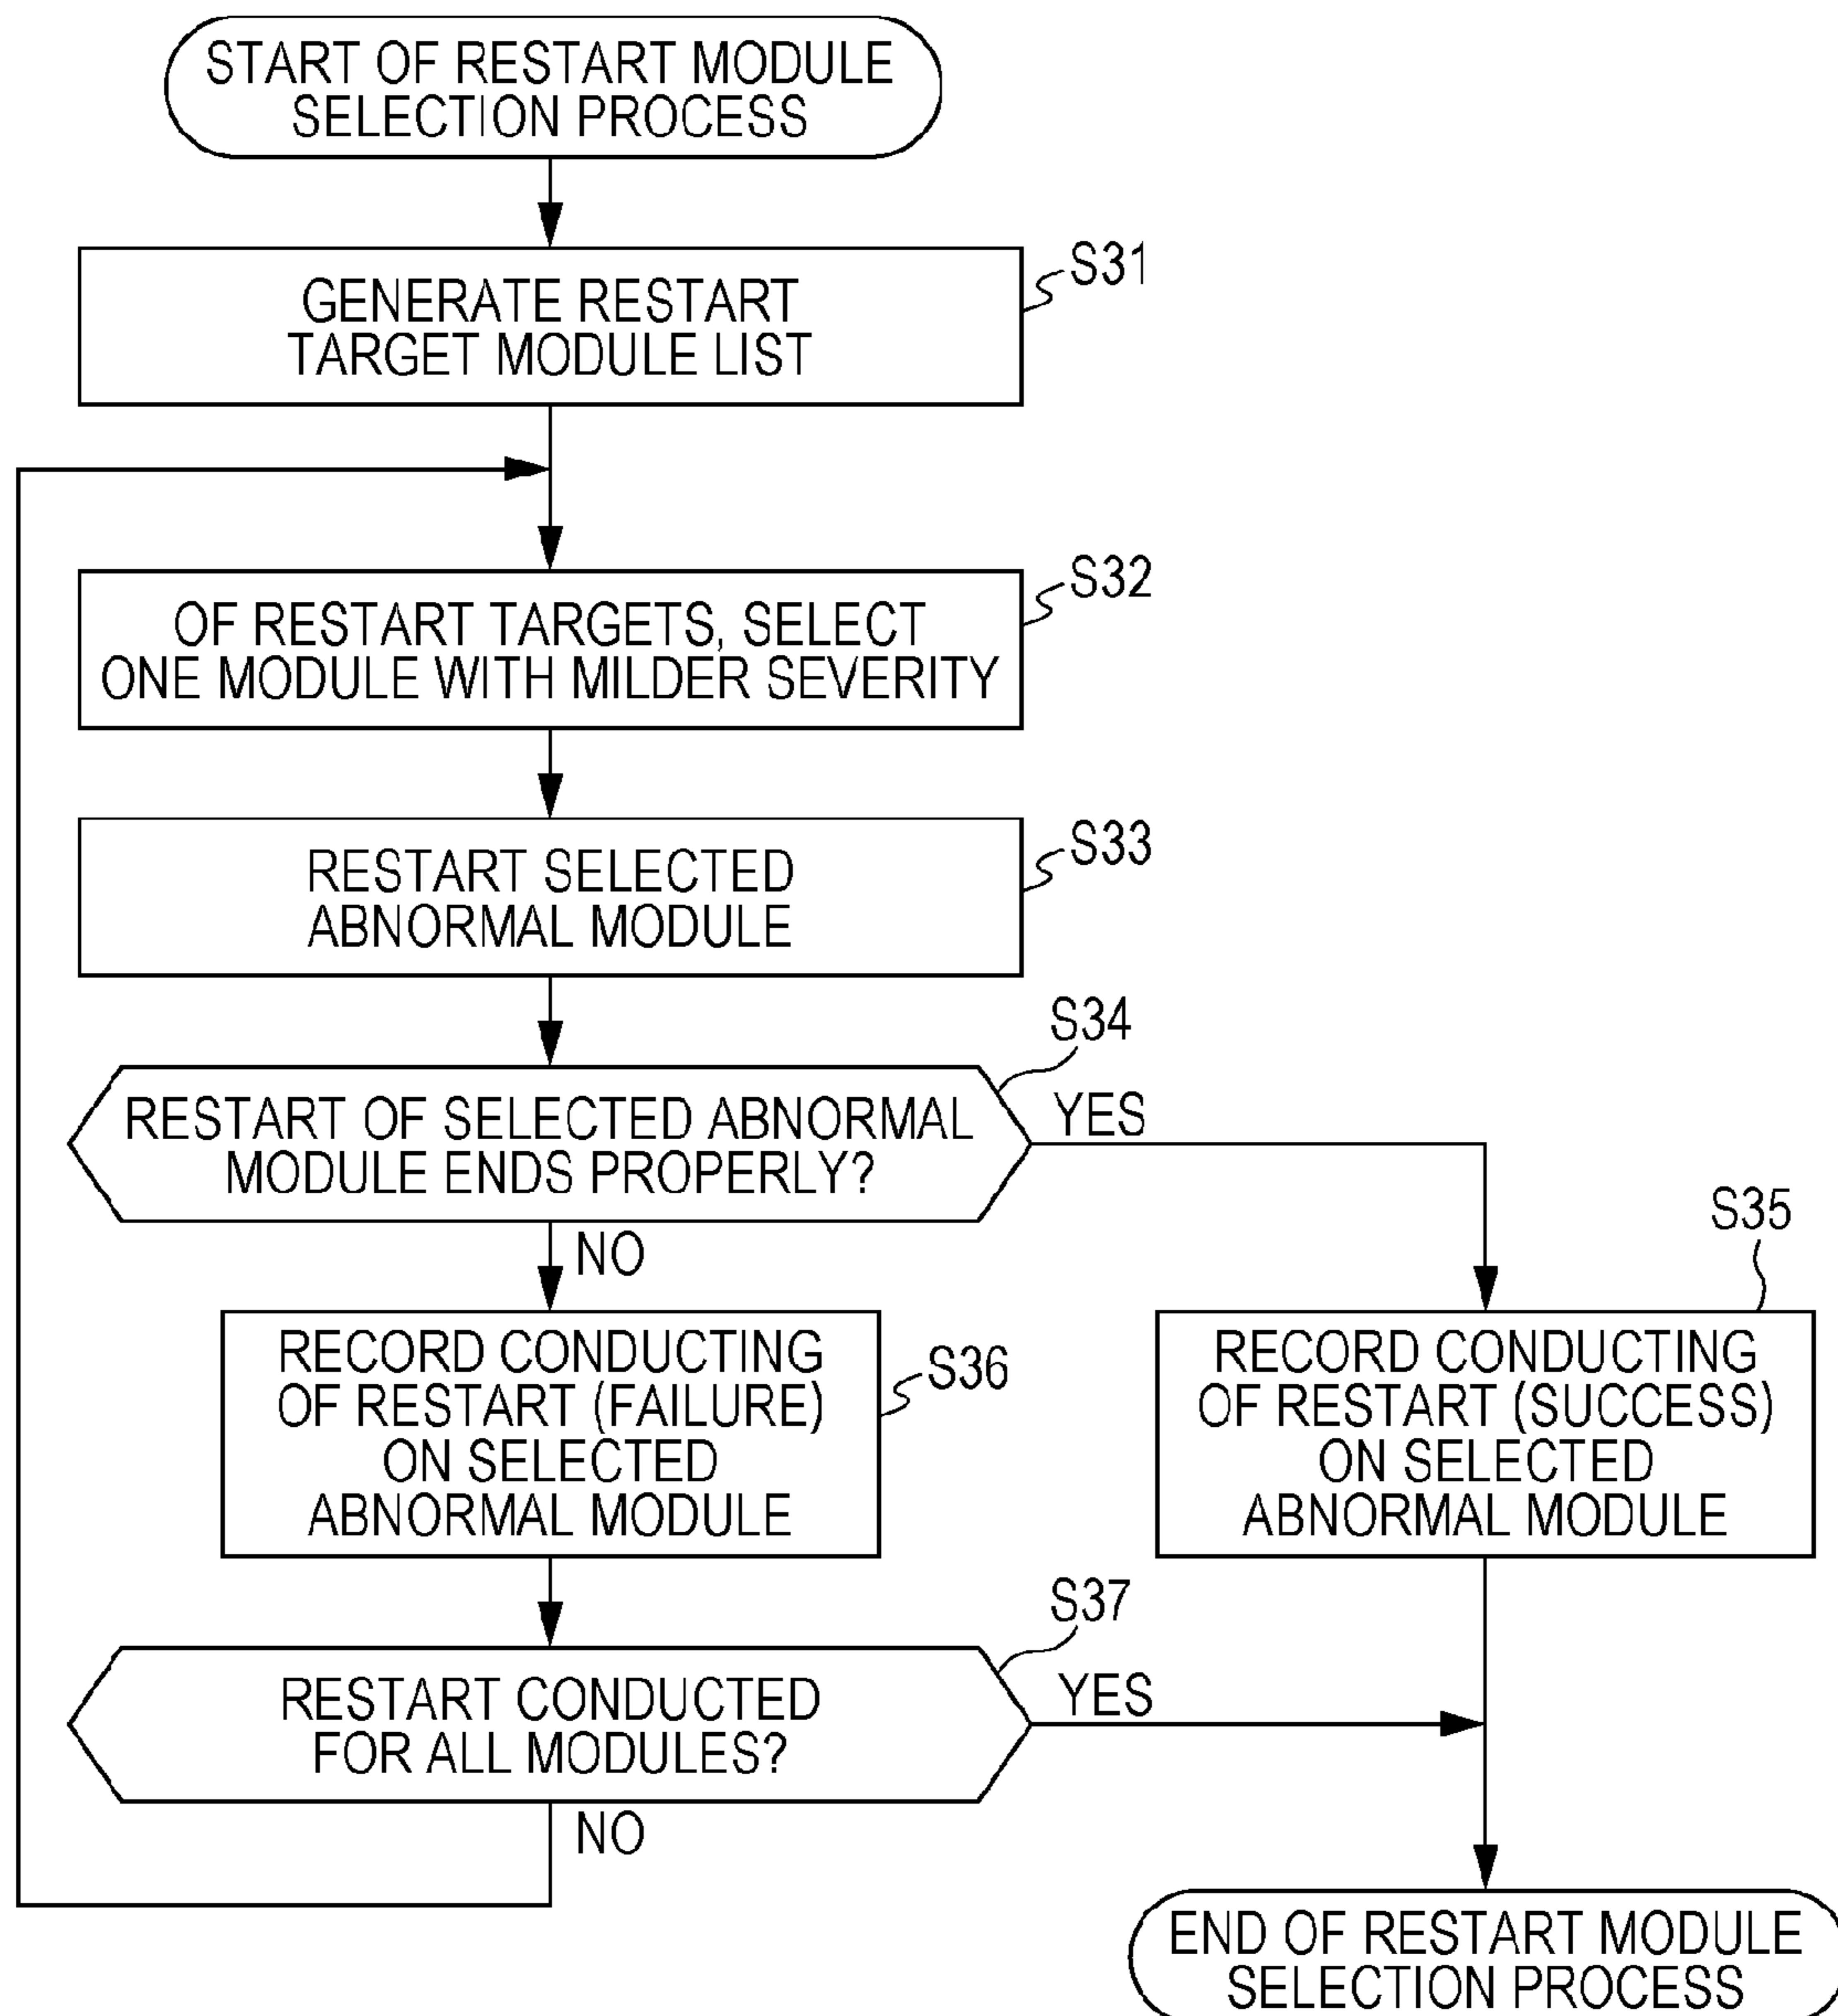 START OF RESTART MODULE
SELECTION PROCESS
S31
GENERATE RESTART
TARGET MODULE LIST
S32
OF RESTART TARGETS, SELECT
ONE MODULE WITH MILDER SEVERITY
S33
RESTART SELECTED
ABNORMAL MODULE
S34
RESTART OF SELECTED ABNORMAL
MODULE ENDS PROPERLY?
YES
NO
S35
RECORD CONDUCTING
OF RESTART (SUCCESS)
ON SELECTED
ABNORMAL MODULE
S36
RECORD CONDUCTING
OF RESTART (FAILURE)
ON SELECTED
ABNORMAL MODULE
S37
RESTART CONDUCTED
FOR ALL MODULES?
YES
NO
END OF RESTART MODULE
SELECTION PROCESS